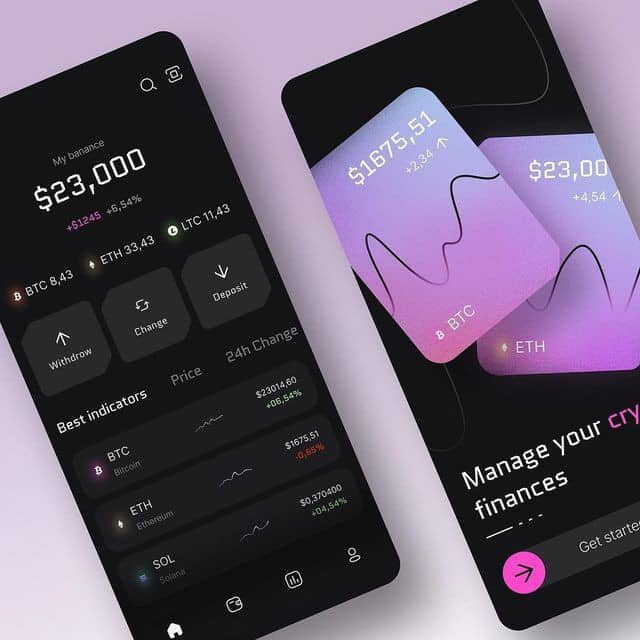 My banance
$23,000
+$1245 +6,54%
BTC 8,43
ETH 33,43
LTC 11,43
Withdrow
Change
Deposit
Best indicators
Price
24h Change
BTC
Bitcoin
$23014,60
+06,54%
ETH
Ethereum
$1675,51
-0,85%
SOL
Solana
$0,370400
+04,54%
$1675,51
+2,34
BTC
$23,00
+4,54
ETH
Manage your cry
finances
Get starte